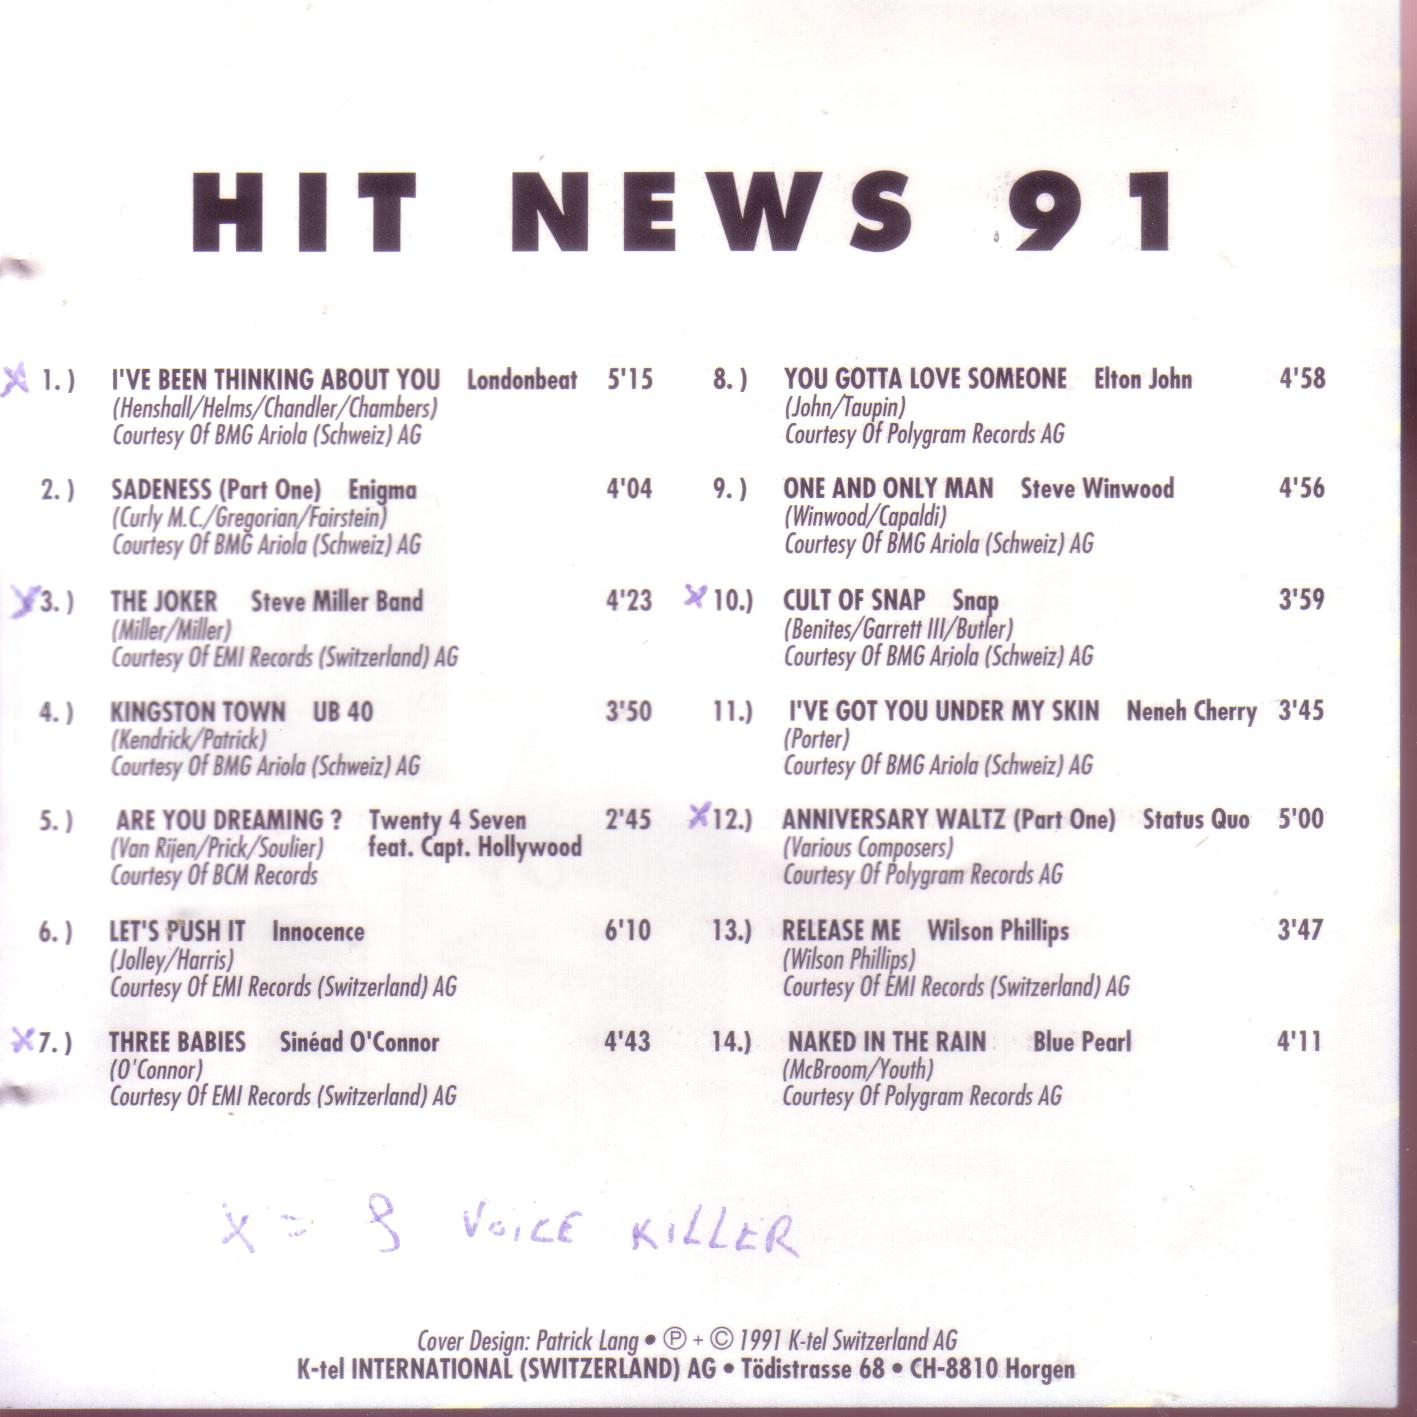 HIT NEWS 91
x 1. ) I'VE BEEN THINKING ABOUT YOU Londonbeat 5'15
(Henshall/Helms/Chandler/Chambers)
Courtesy Of BMG Ariola (Schweiz) AG
2. ) SADENESS (Part One) Enigma 4'04
(Curly M.C./Gregorian/Fairstein)
Courtesy Of BMG Ariola (Schweiz) AG
x 3. ) THE JOKER Steve Miller Band 4'23
(Miller/Miller)
Courtesy Of EMI Records (Switzerland) AG
4. ) KINGSTON TOWN UB 40 3'50
(Kendrick/Patrick)
Courtesy Of BMG Ariola (Schweiz) AG
5. ) ARE YOU DREAMING ? Twenty 4 Seven 2'45
(Van Rijen/Prick/Soulier) feat. Capt. Hollywood
Courtesy Of BCM Records
6. ) LET'S PUSH IT Innocence 6'10
(Jolley/Harris)
Courtesy Of EMI Records (Switzerland) AG
x 7. ) THREE BABIES Sinéad O'Connor 4'43
(O'Connor)
Courtesy Of EMI Records (Switzerland) AG
8. ) YOU GOTTA LOVE SOMEONE Elton John 4'58
(John/Taupin)
Courtesy Of Polygram Records AG
9. ) ONE AND ONLY MAN Steve Winwood 4'56
(Winwood/Capaldi)
Courtesy Of BMG Ariola (Schweiz) AG
x 10.) CULT OF SNAP Snap 3'59
(Benites/Garrett III/Butler)
Courtesy Of BMG Ariola (Schweiz) AG
11.) I'VE GOT YOU UNDER MY SKIN Neneh Cherry 3'45
(Porter)
Courtesy Of BMG Ariola (Schweiz) AG
x 12.) ANNIVERSARY WALTZ (Part One) Status Quo 5'00
(Various Composers)
Courtesy Of Polygram Records AG
13.) RELEASE ME Wilson Phillips 3'47
(Wilson Phillips)
Courtesy Of EMI Records (Switzerland) AG
14.) NAKED IN THE RAIN Blue Pearl 4'11
(McBroom/Youth)
Courtesy Of Polygram Records AG
x = VOICE KILLER
Cover Design: Patrick Lang • ℗ + © 1991 K-tel Switzerland AG
K-tel INTERNATIONAL (SWITZERLAND) AG • Tödistrasse 68 • CH-8810 Horgen